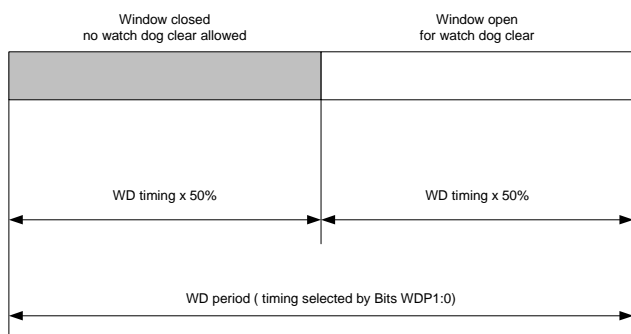 Window closed
no watch dog clear allowed
Window open
for watch dog clear
WD timing x 50%
WD timing x 50%
WD period ( timing selected by Bits WDP1:0)